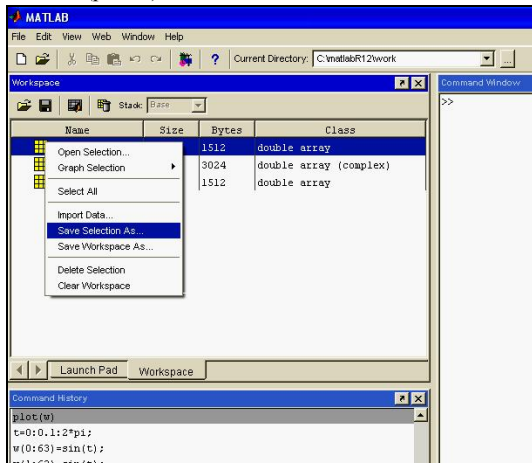 MATLAB
File Edit View Web Window Help
? Current Directory: C:\matlabR12\work ...
Workspace
Stack: Base
Name Size Bytes Class
1512 double array
3024 double array (complex)
1512 double array
Open Selection...
Graph Selection
Select All
Import Data...
Save Selection As...
Save Workspace As...
Delete Selection
Clear Workspace
Launch Pad Workspace
Command History
plot(w)
t=0:0.1:2*pi;
w(0:63)=sin(t);
w(1:63)=sin(t);
Command Window
>>